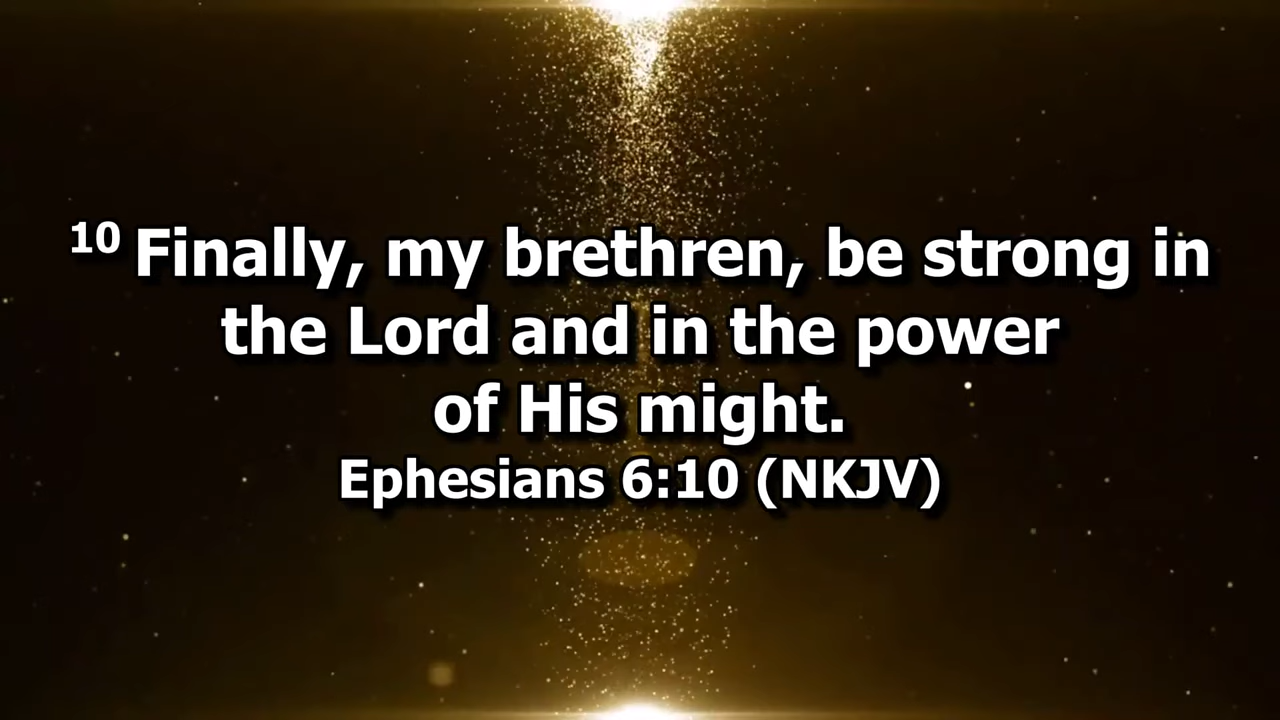 10 Finally, my brethren, be strong in
the Lord and in the power
of His might.
Ephesians 6:10 (NKJV)